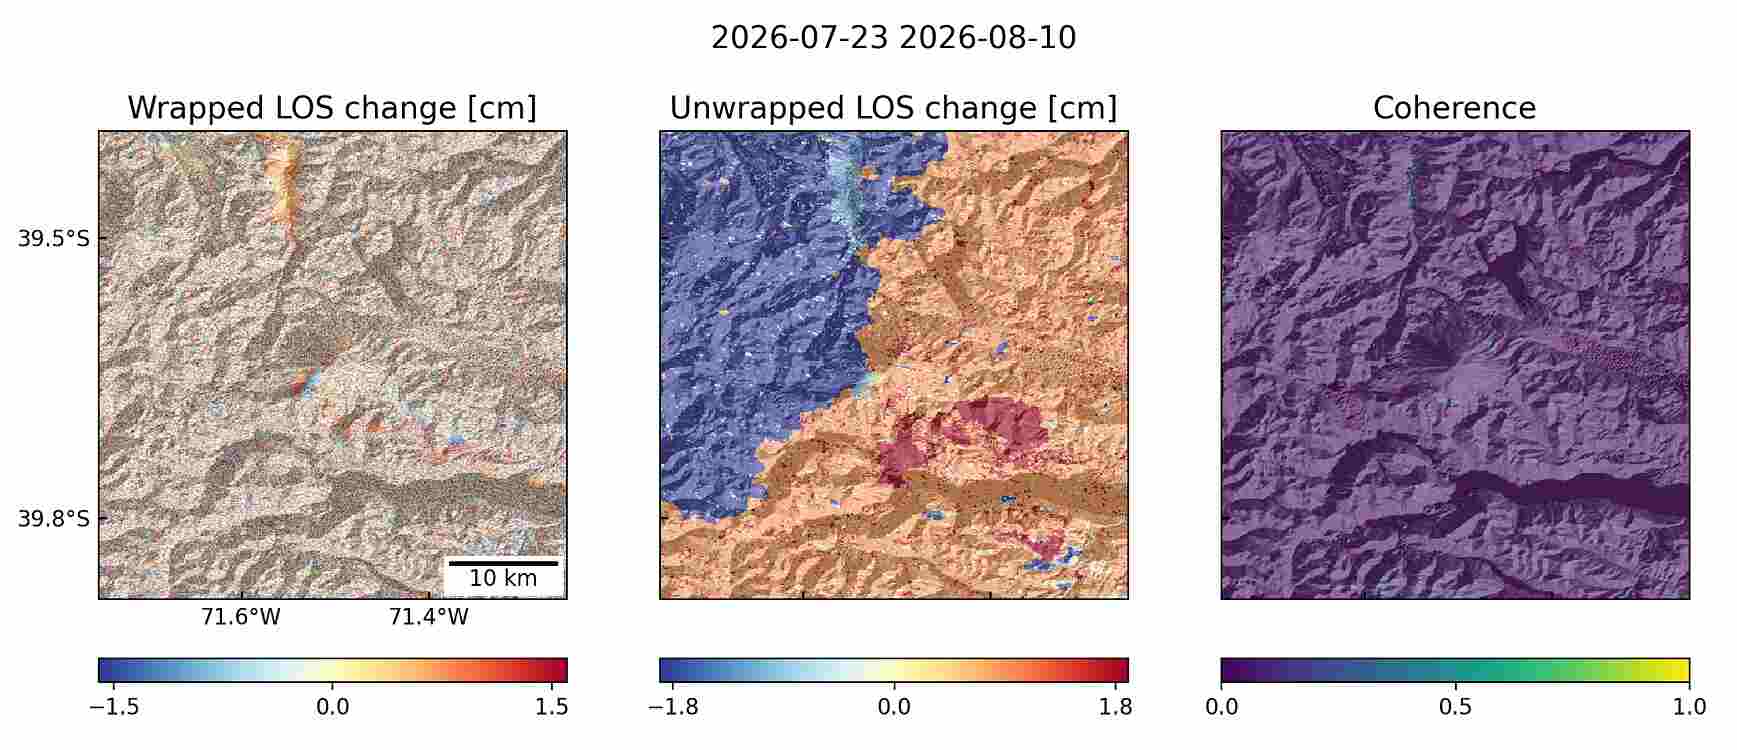 2026-07-23 2026-08-10
Wrapped LOS change [cm]
Unwrapped LOS change [cm]
Coherence
39.5°S
39.8°S
10 km
71.6°W
71.4°W
−1.5
0.0
1.5
−1.8
0.0
1.8
0.0
0.5
1.0